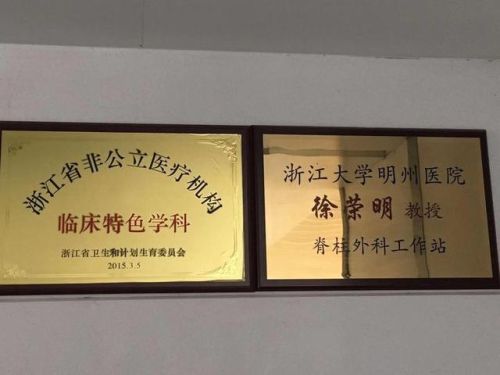 浙江省非公立医疗机构
临床特色学科
浙江省卫生和计划生育委员会
2015.3.5
浙江大学明州医院
徐荣明 教授
脊柱外科工作站